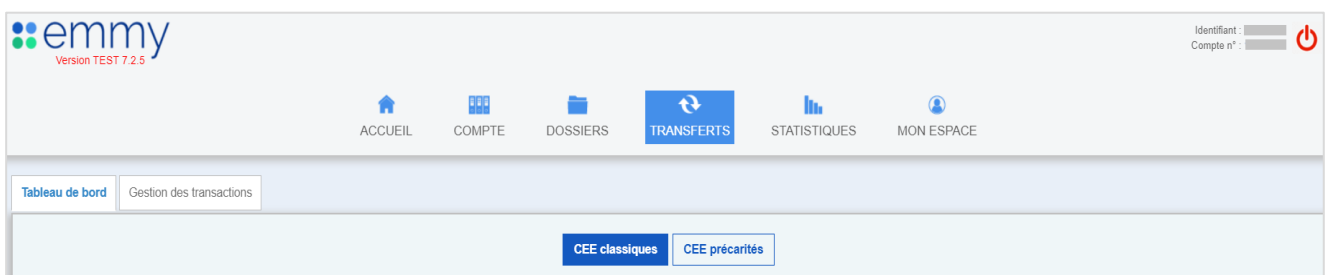 emmy
Version TEST 7.2.5
Identifiant :
Compte n° :
ACCUEIL COMPTE DOSSIERS TRANSFERTS STATISTIQUES MON ESPACE
Tableau de bord Gestion des transactions
CEE classiques CEE précarités